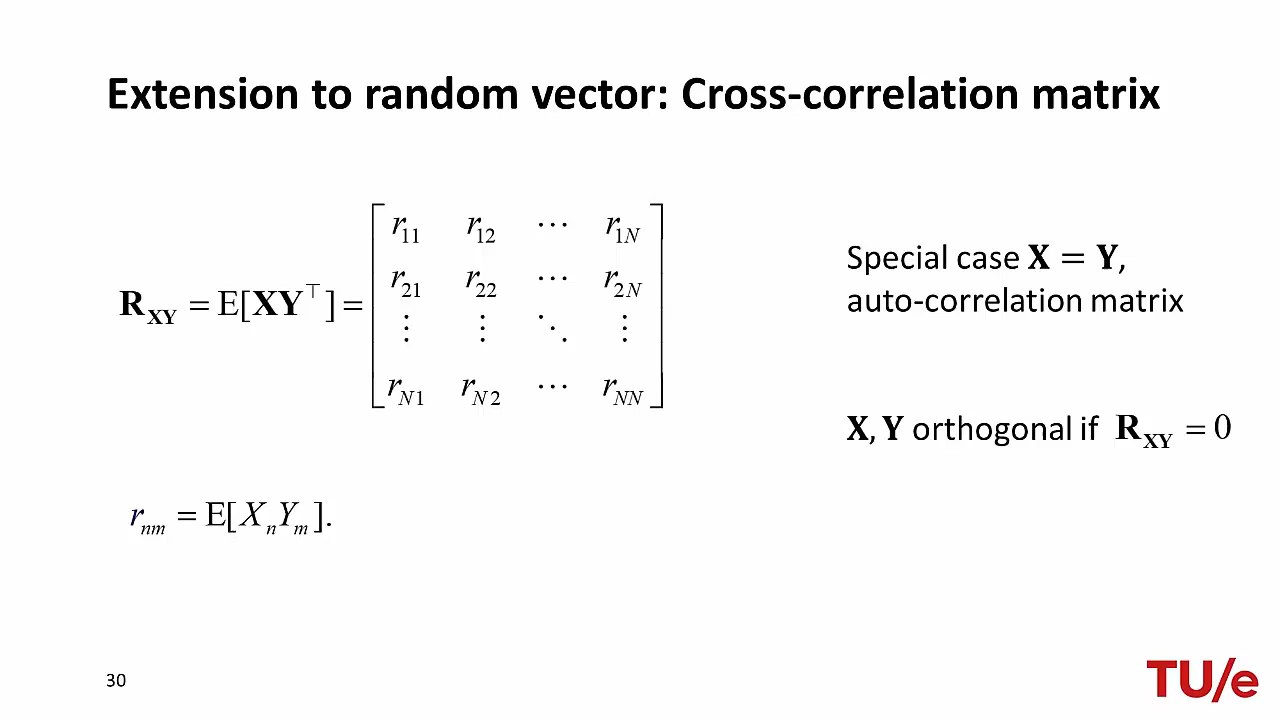 Extension to random vector: Cross-correlation matrix
R_XY = E[XY^⊤] = [ r_11 r_12 ⋯ r_1N
r_21 r_22 ⋯ r_2N
⋮ ⋮ ⋱ ⋮
r_N1 r_N2 ⋯ r_NN ]
Special case X = Y,
auto-correlation matrix
X, Y orthogonal if R_XY = 0
r_nm = E[X_n Y_m].
30
TU/e